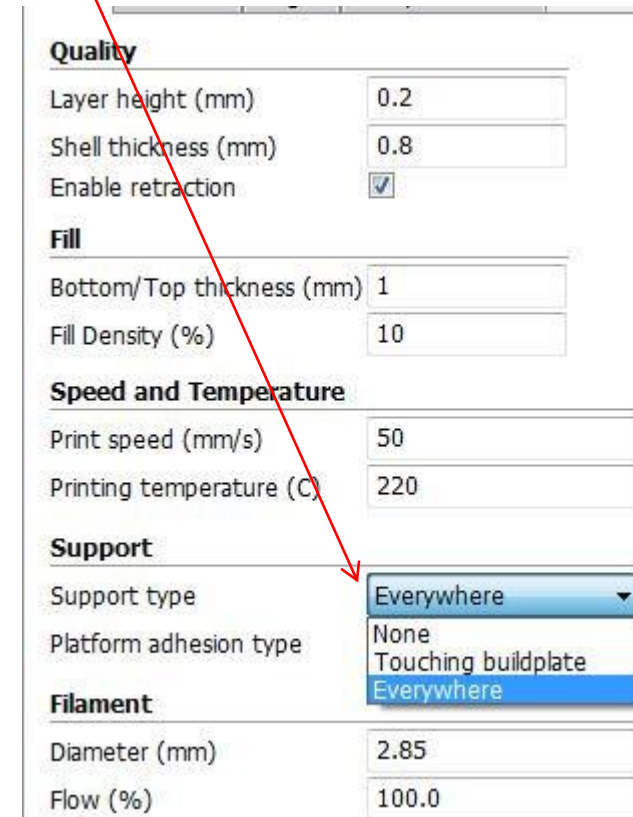 Quality
Layer height (mm) 0.2
Shell thickness (mm) 0.8
Enable retraction
Fill
Bottom/Top thickness (mm) 1
Fill Density (%) 10
Speed and Temperature
Print speed (mm/s) 50
Printing temperature (C) 220
Support
Support type Everywhere
None
Platform adhesion type Touching buildplate
Everywhere
Filament
Diameter (mm) 2.85
Flow (%) 100.0